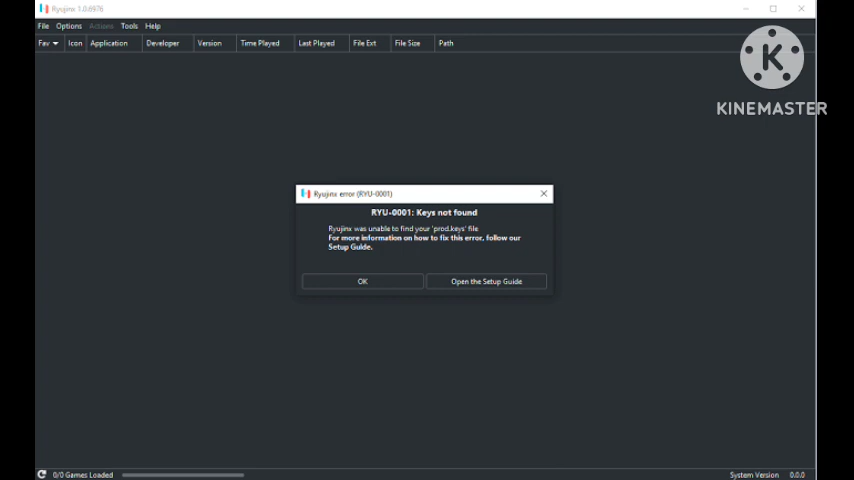 Ryujinx 1.0.6976
File Options Actions Tools Help
Fav Icon Application Developer Version Time Played Last Played File Ext File Size Path
KINEMASTER
Ryujinx error (RYU-0001)
RYU-0001: Keys not found
Ryujinx was unable to find your 'prod.keys' file
For more information on how to fix this error, follow our
Setup Guide.
OK Open the Setup Guide
0/0 Games Loaded System Version 0.0.0